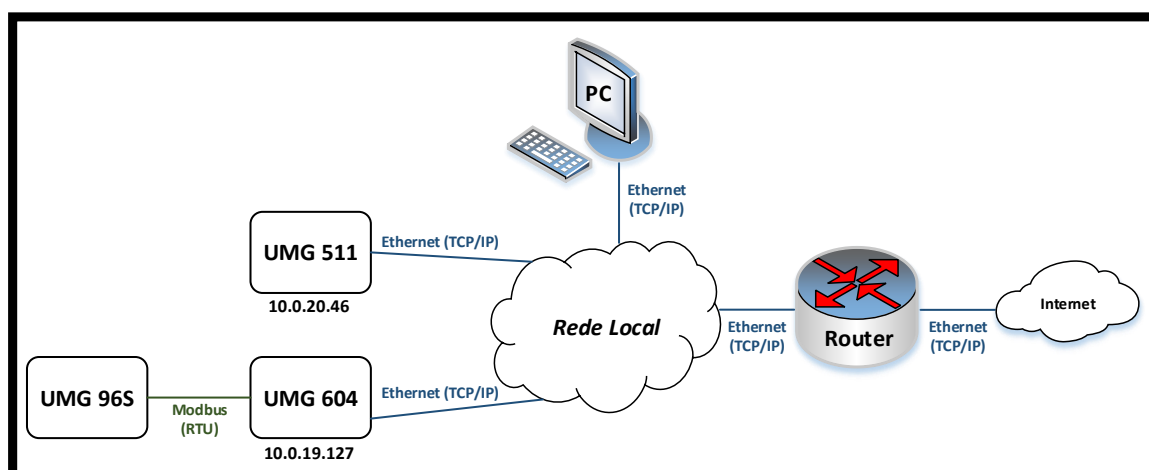 PC
Ethernet
(TCP/IP)
UMG 511
Ethernet (TCP/IP)
10.0.20.46
Rede Local
Ethernet
(TCP/IP)
Router
Ethernet
(TCP/IP)
Internet
UMG 96S
Modbus
(RTU)
UMG 604
Ethernet (TCP/IP)
10.0.19.127